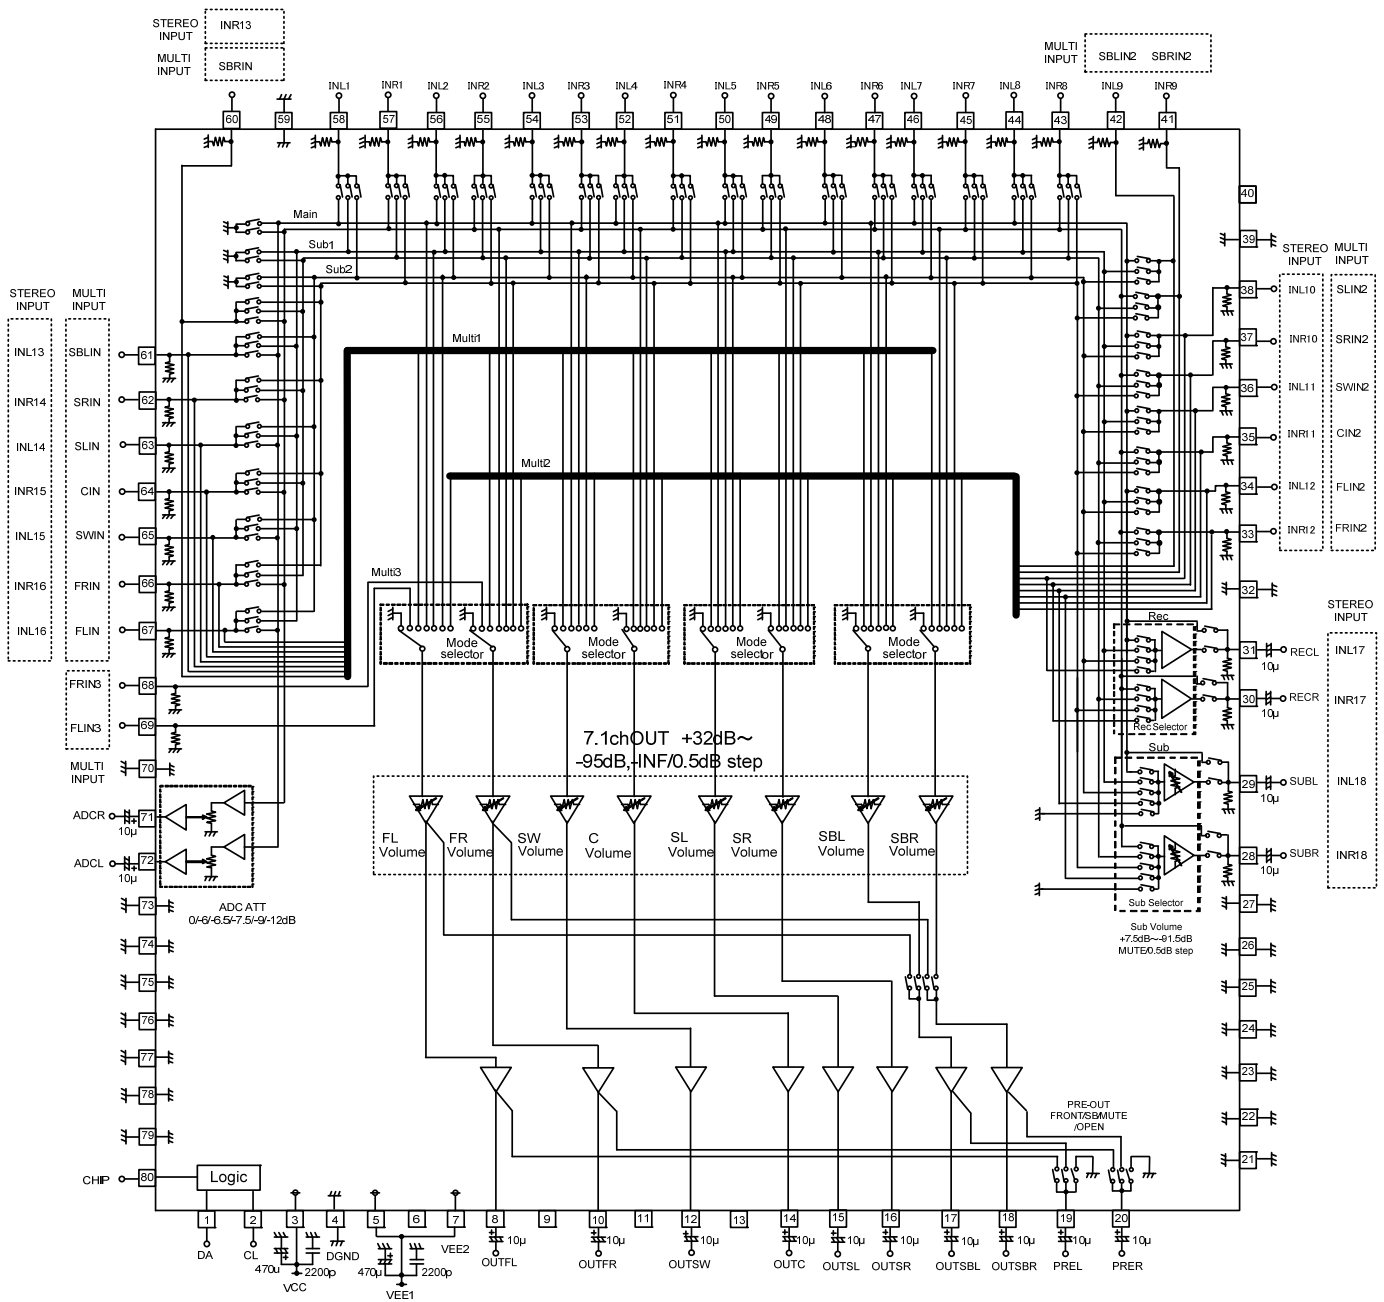 STEREO
INPUT
INR13
MULTI
INPUT
SBRIN
MULTI
INPUT
SBLIN2 SBRIN2
INL1 INR1 INL2 INR2 INL3 INR3 INL4 INR4 INL5 INR5 INL6 INR6 INL7 INR7 INL8 INR8 INL9 INR9
60 59 58 57 56 55 54 53 52 51 50 49 48 47 46 45 44 43 42 41
40
39
38
37
36
35
34
33
32
31
30
29
28
27
26
25
24
23
22
21
Main
Sub1
Sub2
Multi1
Multi2
Multi3
STEREO
INPUT
MULTI
INPUT
INL13 SBLIN 61
INR14 SRIN 62
INL14 SLIN 63
INR15 CIN 64
INL15 SWIN 65
INR16 FRIN 66
INL16 FLIN 67
FRIN3 68
FLIN3 69
MULTI
INPUT
70
ADCR 10μ + 71
ADCL 10μ + 72
73
74
75
76
77
78
79
CHIP 80
ADC ATT
0/-6/-6.5/-7.5/-9/-12dB
STEREO
INPUT
MULTI
INPUT
INL10 SLIN2
INR10 SRIN2
INL11 SWIN2
INR11 CIN2
INL12 FLIN2
INR12 FRIN2
STEREO
INPUT
Rec
Rec Selector
10μ RECL INL17
10μ RECR INR17
Sub
Sub Selector
10μ SUBL INL18
10μ SUBR INR18
Sub Volume
+7.5dB～-91.5dB
MUTE/0.5dB step
Mode
selector
Mode
selector
Mode
selector
Mode
selector
7.1chOUT +32dB～
-95dB,-INF/0.5dB step
FL
Volume
FR
Volume
SW
Volume
C
Volume
SL
Volume
SR
Volume
SBL
Volume
SBR
Volume
PRE-OUT
FRONT/SB/MUTE
/OPEN
Logic
1 2 3 4 5 6 7 8 9 10 11 12 13 14 15 16 17 18 19 20
DA
CL
470μ
2200p
VCC
DGND
470μ
2200p
VEE1
VEE2
+ 10μ OUTFL
+ 10μ OUTFR
+ 10μ OUTSW
+ 10μ OUTC
+ 10μ OUTSL
+ 10μ OUTSR
+ 10μ OUTSBL
+ 10μ OUTSBR
+ 10μ PREL
+ 10μ PRER